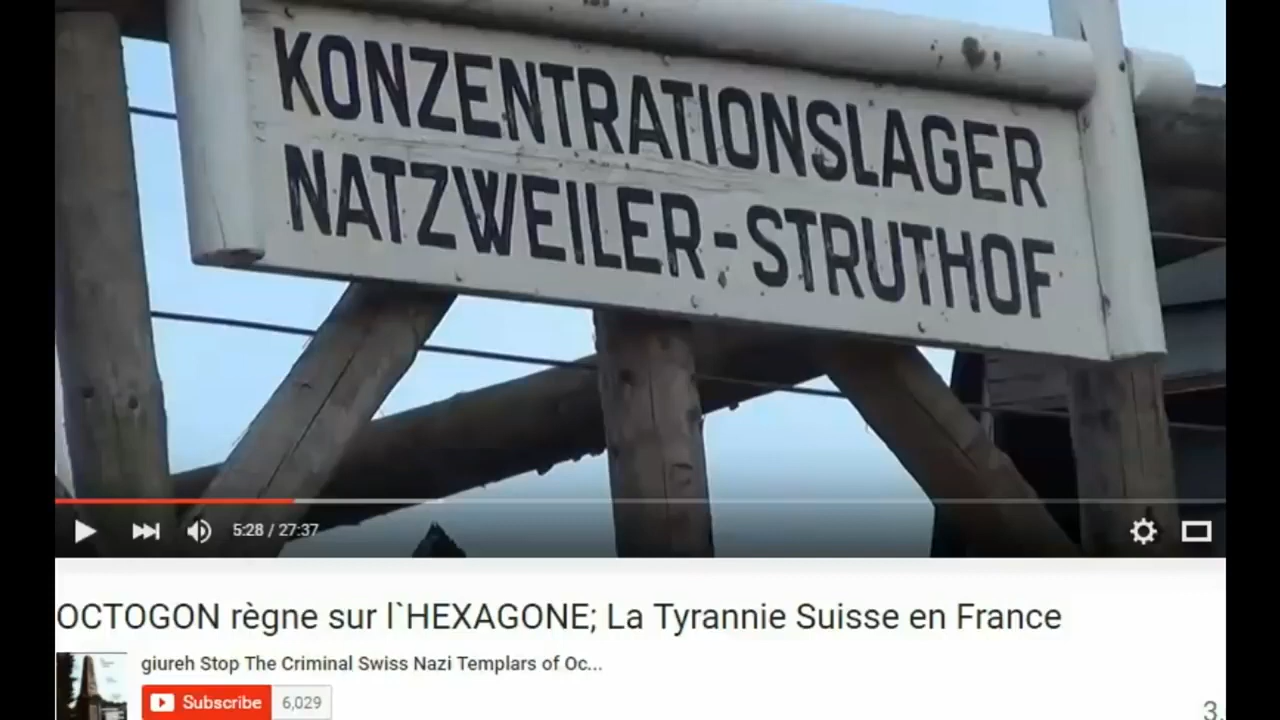 KONZENTRATIONSLAGER
NATZWEILER-STRUTHOF
5:28 / 27:37
OCTOGON règne sur l`HEXAGONE; La Tyrannie Suisse en France
giureh Stop The Criminal Swiss Nazi Templars of Oc...
Subscribe 6,029
3.